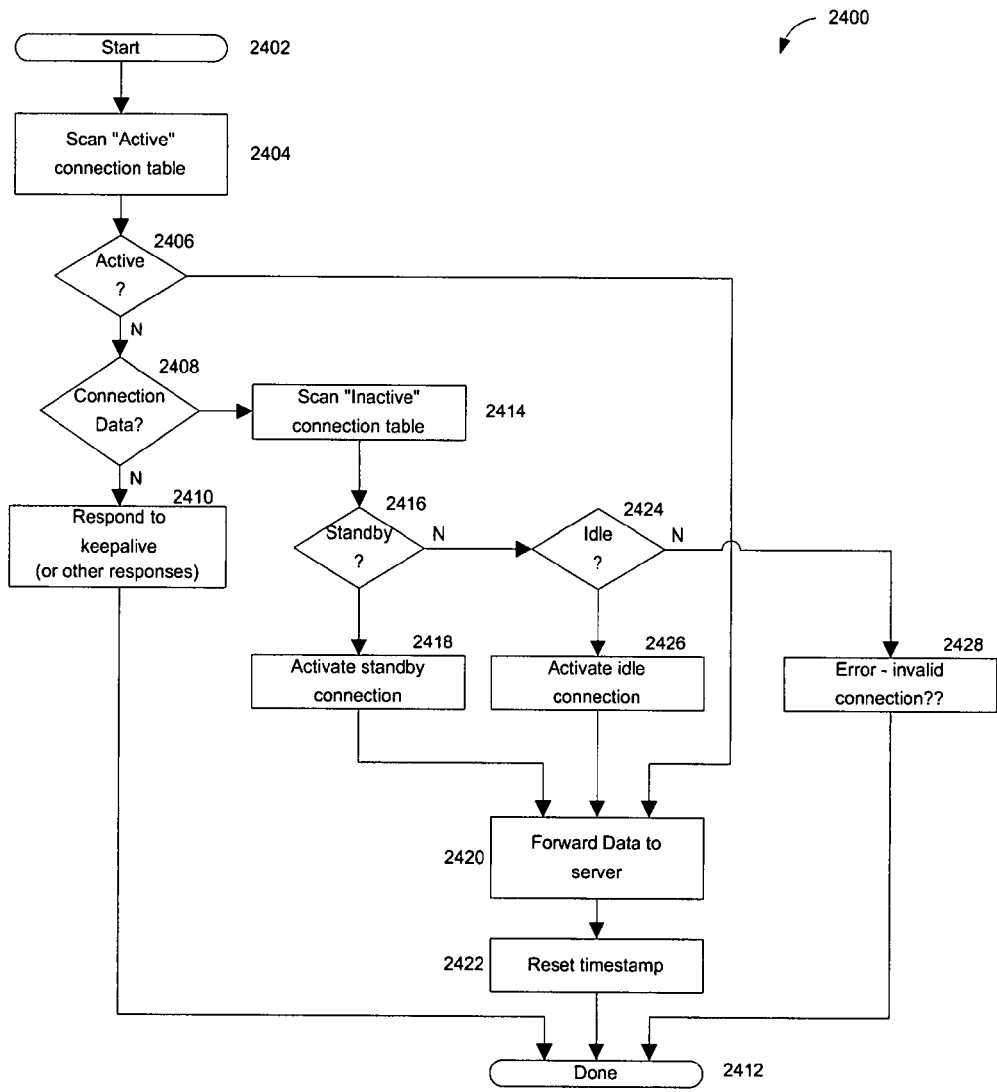 2400
Start
2402
Scan "Active"
connection table
2404
2406
Active
?
N
2408
Connection
Data?
Scan "Inactive"
connection table
2414
N
2410
Respond to
keepalive
(or other responses)
2416
Standby
?
N
2424
Idle
?
N
2418
Activate standby
connection
2426
Activate idle
connection
2428
Error - invalid
connection??
2420
Forward Data to
server
2422
Reset timestamp
Done
2412